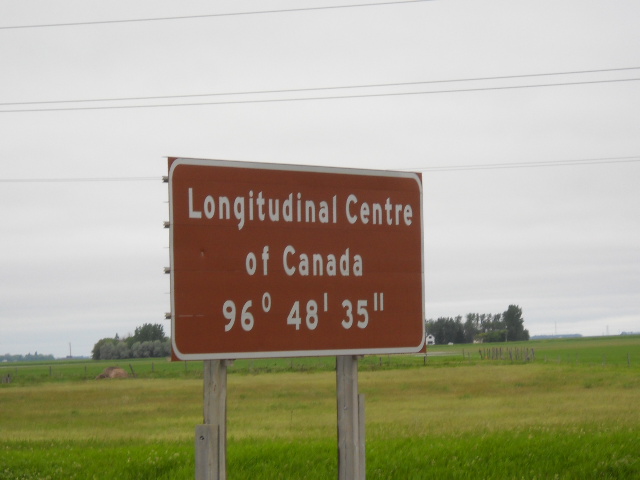 Longitudinal Centre
of Canada
96° 48' 35"